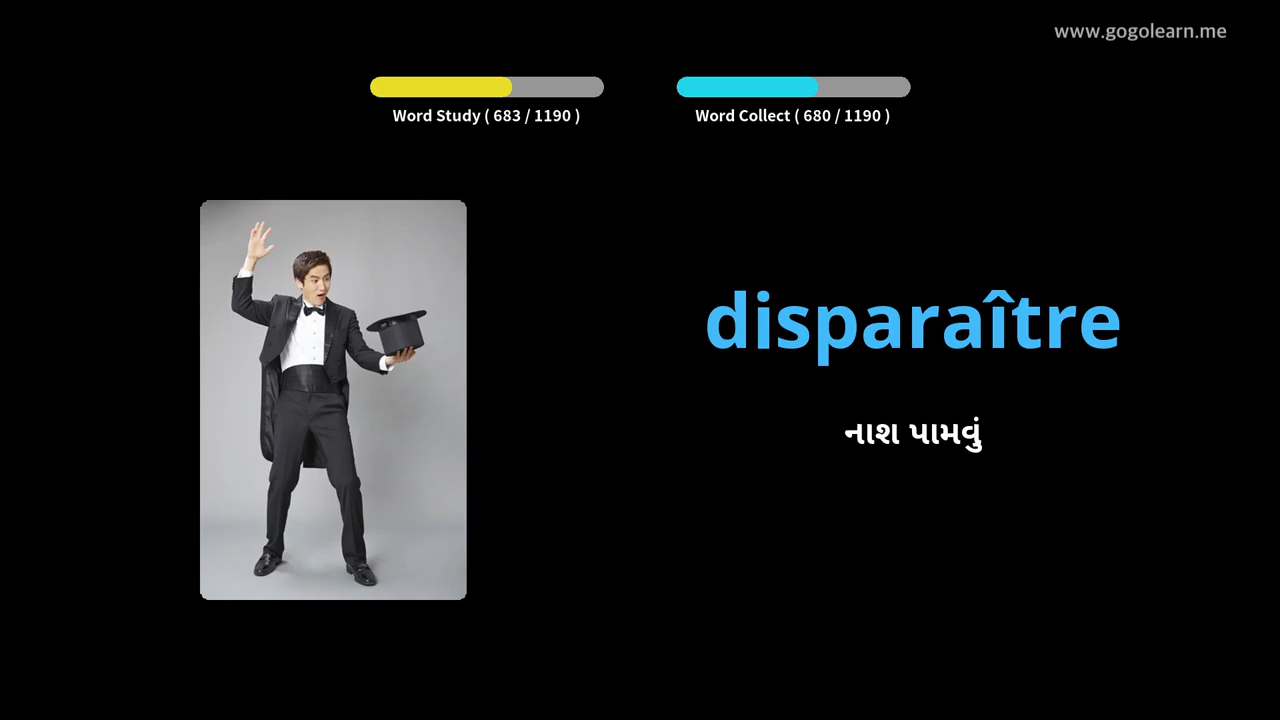 www.gogolearn.me
Word Study ( 683 / 1190 )
Word Collect ( 680 / 1190 )
disparaître
નાશ પામવું